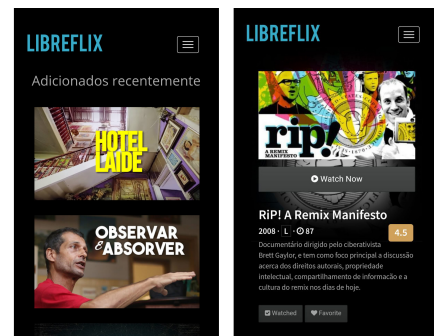 LIBREFLIX
Adicionados recentemente
HOTEL
LAIDE
OBSERVAR
E ABSORVER
LIBREFLIX
rip!
A REMIX
MANIFESTO
Watch Now
RiP! A Remix Manifesto
2008 · L · 87
4.5
Documentário dirigido pelo ciberativista
Brett Gaylor, e tem como foco principal a discussão
acerca dos direitos autorais, propriedade
intelectual, compartilhamento de informacão e a
cultura do remix nos dias de hoje.
Watched
Favorite